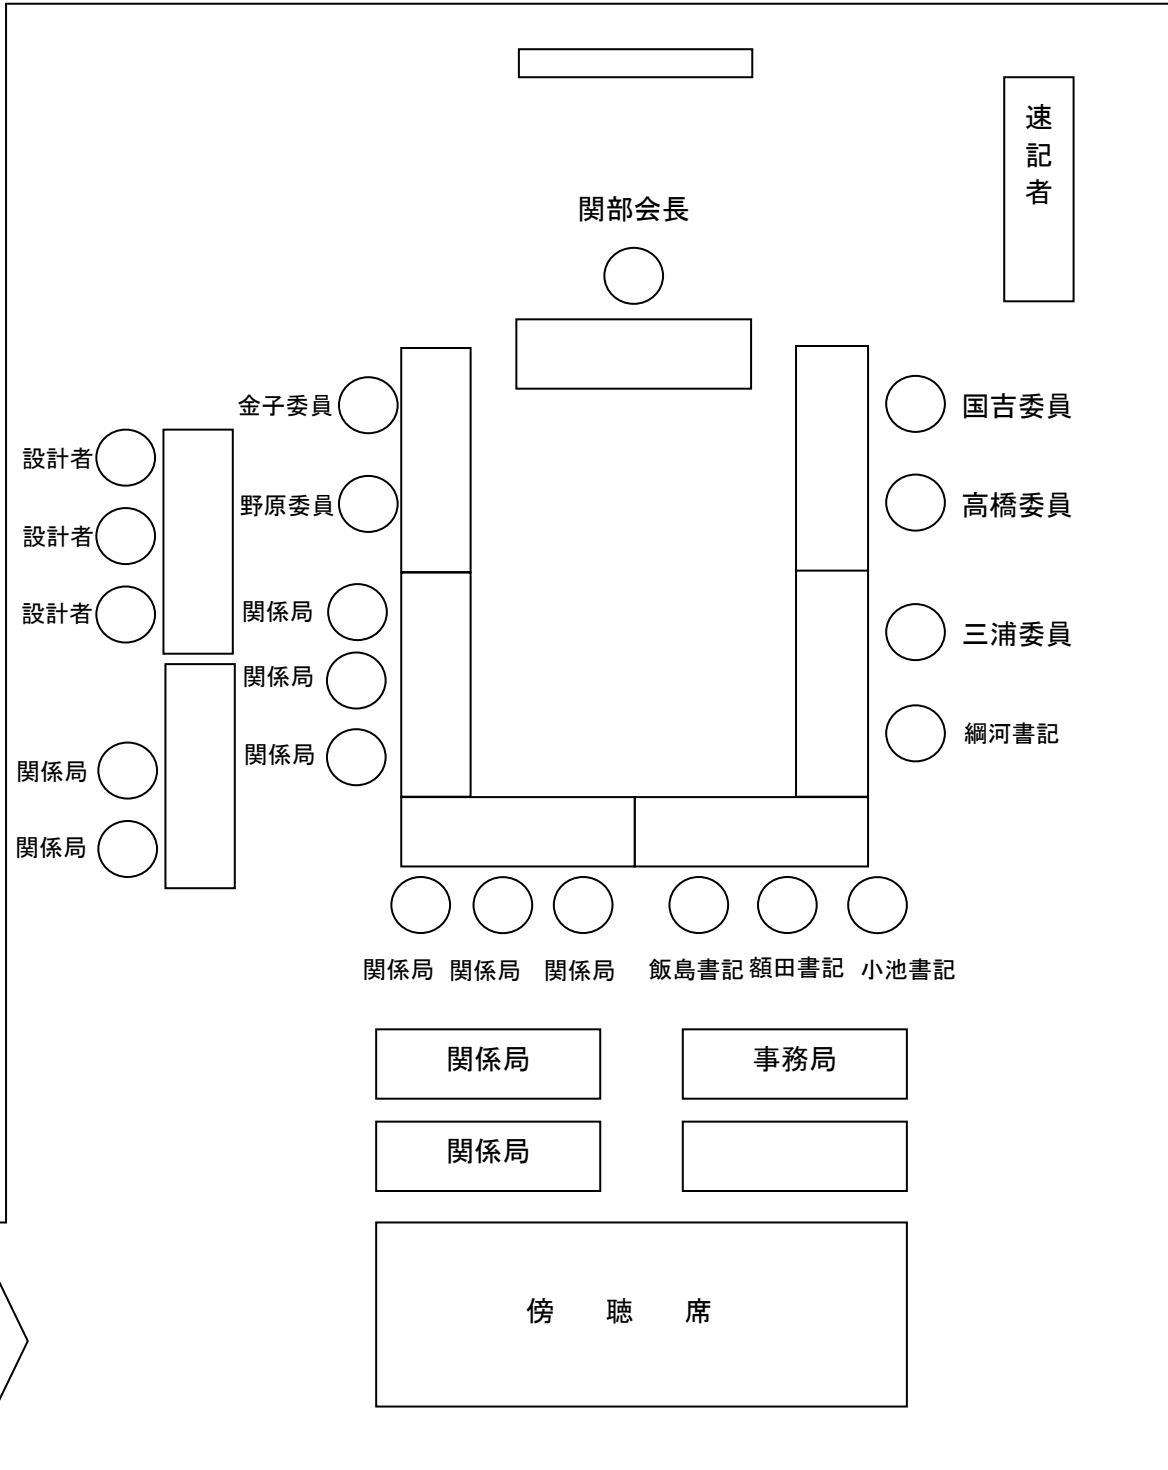 速記者
関部会長
金子委員
国吉委員
設計者
野原委員
高橋委員
設計者
設計者
関係局
三浦委員
関係局
綱河書記
関係局
関係局
関係局
関係局 関係局 関係局 飯島書記 額田書記 小池書記
関係局 事務局
関係局
傍 聴 席